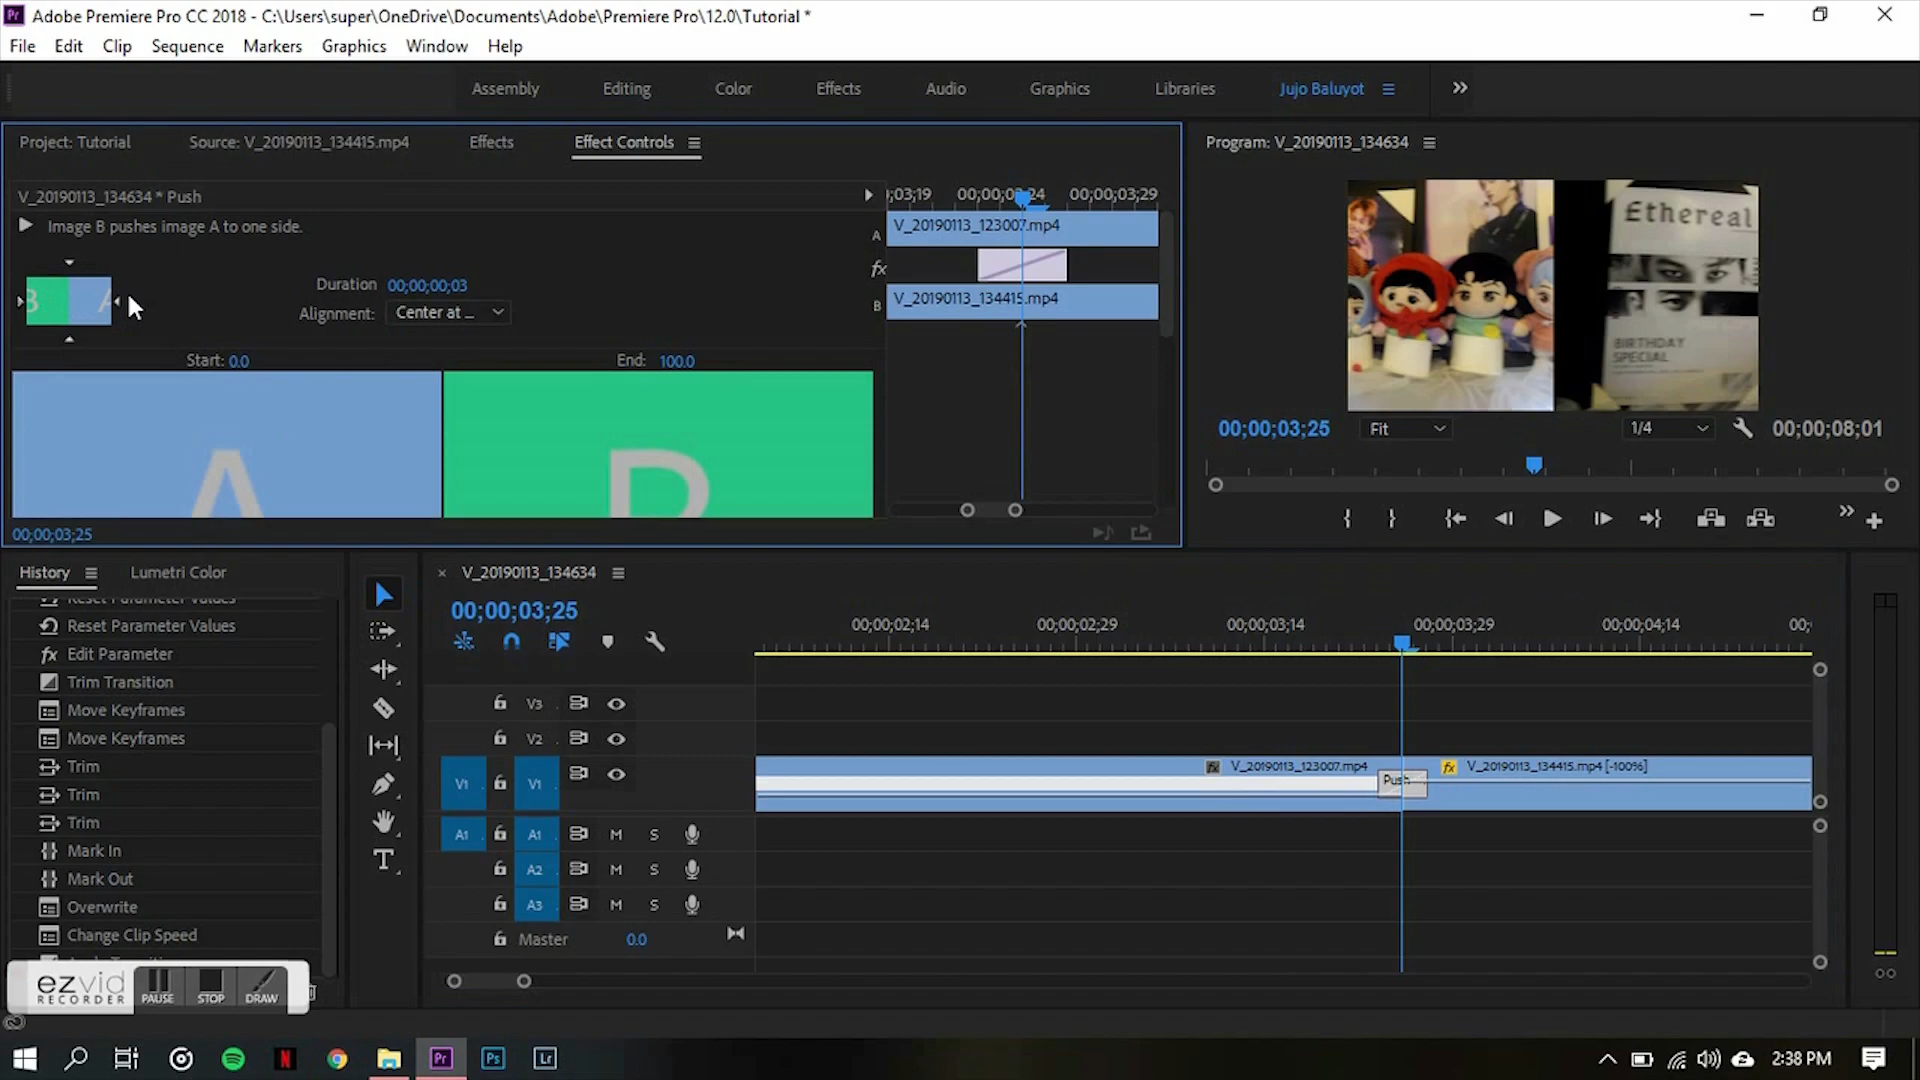 Adobe Premiere Pro CC 2018 - C:\Users\super\OneDrive\Documents\Adobe\Premiere Pro\12.0\Tutorial *
File Edit Clip Sequence Markers Graphics Window Help
Assembly Editing Color Effects Audio Graphics Libraries Jujo Baluyot
Project: Tutorial Source: V_20190113_134415.mp4 Effects Effect Controls
V_20190113_134634 * Push
Image B pushes image A to one side.
B A
Duration 00;00;00;03
Alignment: Center at ...
Start: 0.0 End: 100.0
A B
00;00;03;25
;03;19 00;00;03;24 00;00;03;29
A V_20190113_123007.mp4
fx
B V_20190113_134415.mp4
Program: V_20190113_134634
Ethereal
BIRTHDAY
SPECIAL
00;00;03;25 Fit 1/4 00;00;08;01
History Lumetri Color
Reset Parameter Values
Reset Parameter Values
Edit Parameter
Trim Transition
Move Keyframes
Move Keyframes
Trim
Trim
Trim
Mark In
Mark Out
Overwrite
Change Clip Speed
ezvid
RECORDER
PAUSE STOP DRAW
V_20190113_134634
00;00;03;25
00;00;02;14 00;00;02;29 00;00;03;14 00;00;03;29 00;00;04;14 00;
V3
V2
V1 V1
fx V_20190113_123007.mp4 Push fx V_20190113_134415.mp4 [-100%]
A1 A1 M S
A2 M S
A3 M S
Master 0.0
T
Pr Ps Lr
2:38 PM